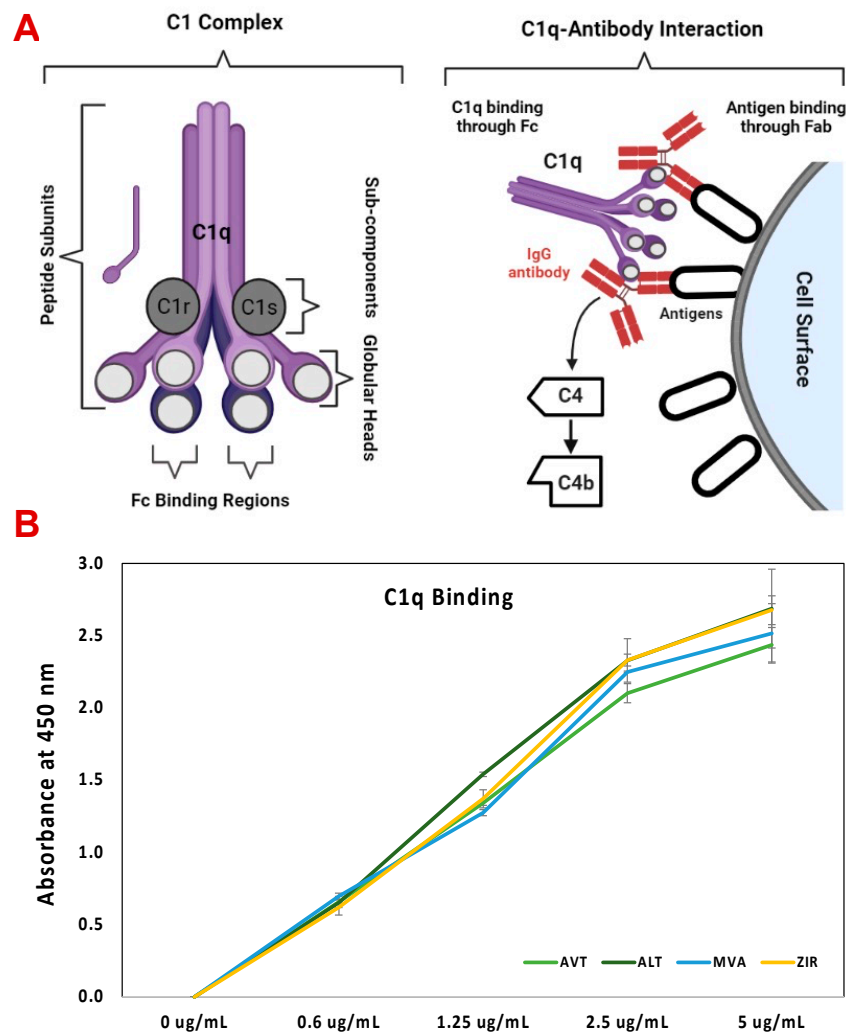 A
C1 Complex
C1q-Antibody Interaction
Peptide Subunits
C1q
C1r
C1s
Sub-components
Globular Heads
Fc Binding Regions
C1q binding
through Fc
Antigen binding
through Fab
C1q
IgG
antibody
Antigens
Cell Surface
C4
C4b
B
C1q Binding
Absorbance at 450 nm
3.0
2.5
2.0
1.5
1.0
0.5
0.0
AVT ALT MVA ZIR
0 ug/mL 0.6 ug/mL 1.25 ug/mL 2.5 ug/mL 5 ug/mL